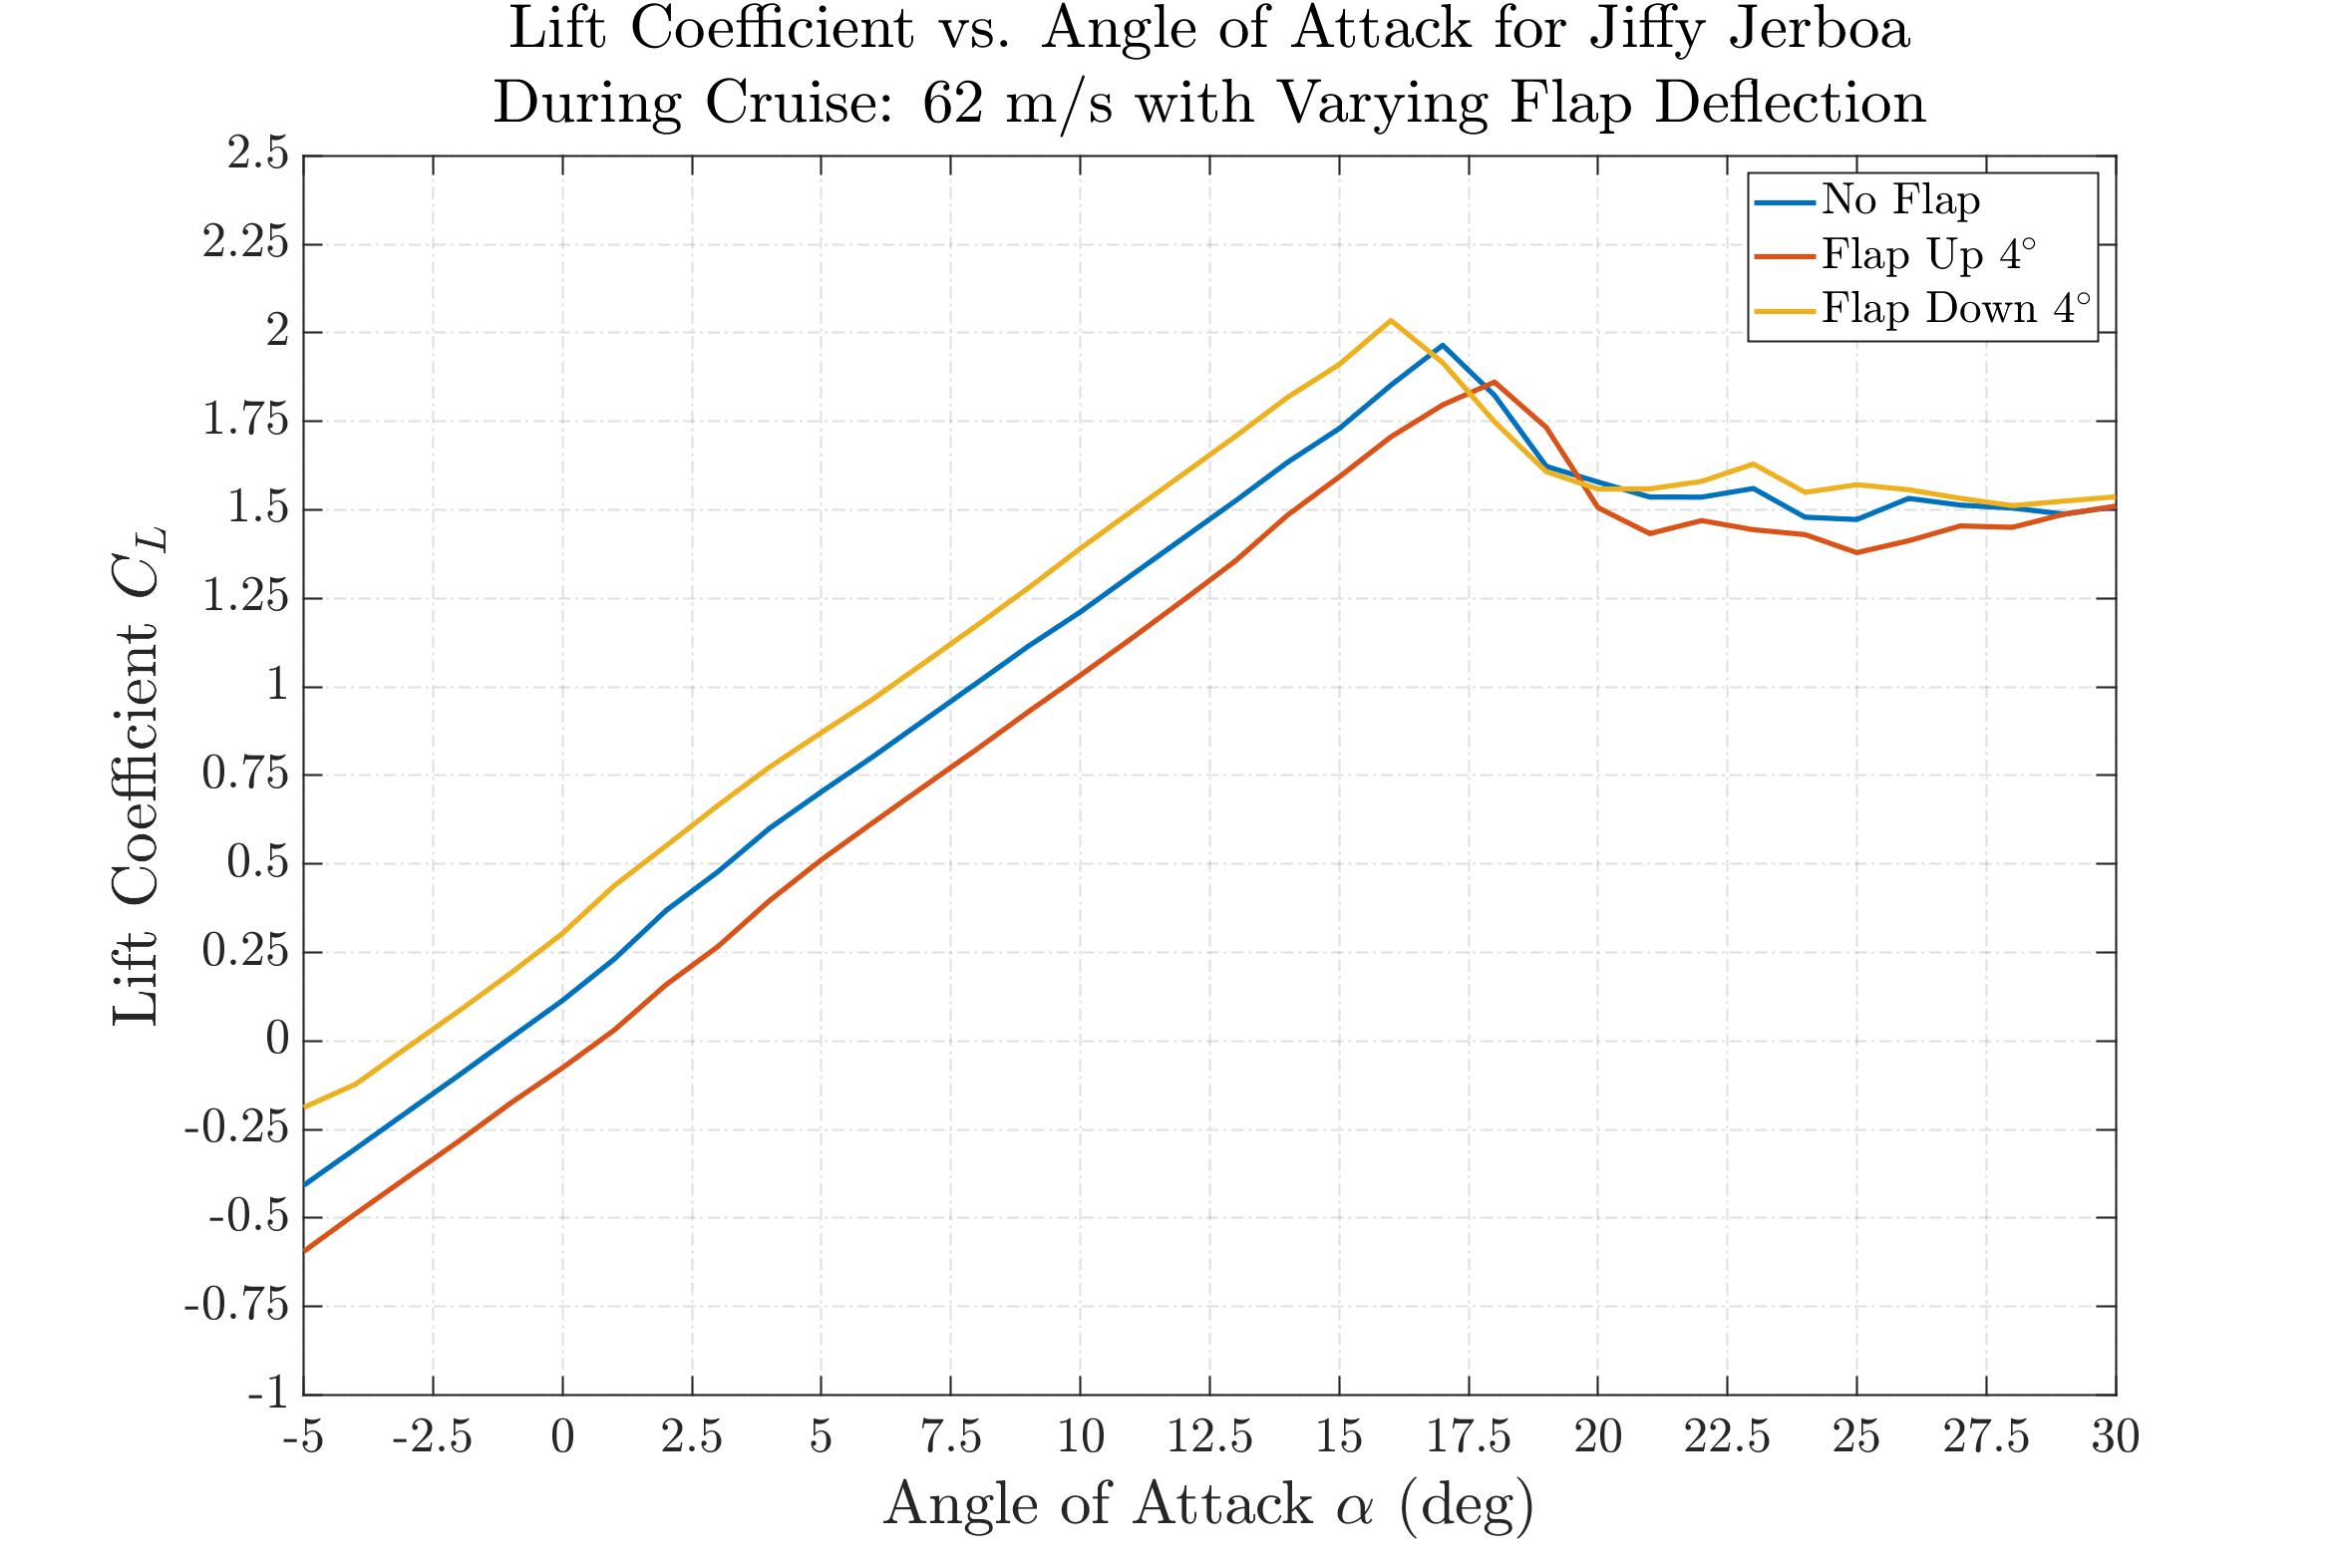 Lift Coefficient vs. Angle of Attack for Jiffy Jerboa
During Cruise: 62 m/s with Varying Flap Deflection
2.5
2.25
2
1.75
1.5
1.25
1
0.75
0.5
0.25
0
-0.25
-0.5
-0.75
-1
Lift Coefficient C_L
No Flap
Flap Up 4°
Flap Down 4°
-5 -2.5 0 2.5 5 7.5 10 12.5 15 17.5 20 22.5 25 27.5 30
Angle of Attack α (deg)